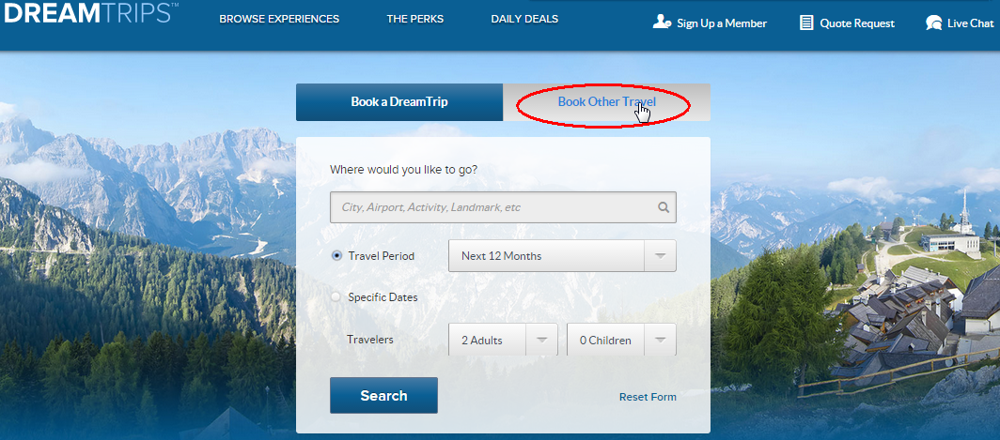 DREAMTRIPS™
BROWSE EXPERIENCES THE PERKS DAILY DEALS Sign Up a Member Quote Request Live Chat
Book a DreamTrip Book Other Travel
Where would you like to go?
City, Airport, Activity, Landmark, etc
Travel Period Next 12 Months
Specific Dates
Travelers 2 Adults 0 Children
Search Reset Form